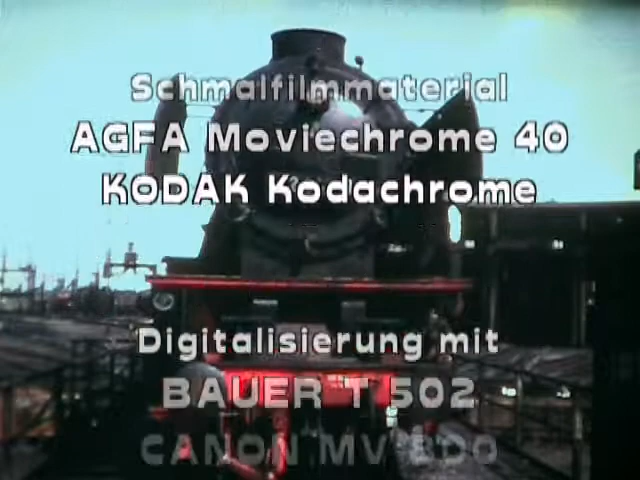 Schmalfilmmaterial
AGFA Moviechrome 40
KODAK Kodachrome
Digitalisierung mit
BAUER T 502
CANON MV 800